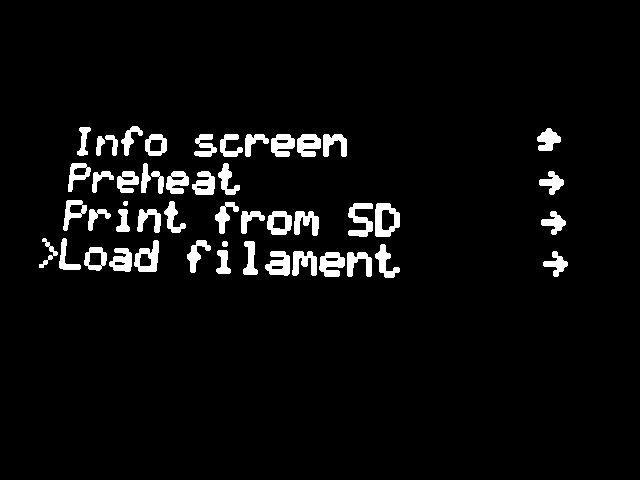 Info screen ↰
Preheat →
Print from SD →
>Load filament →